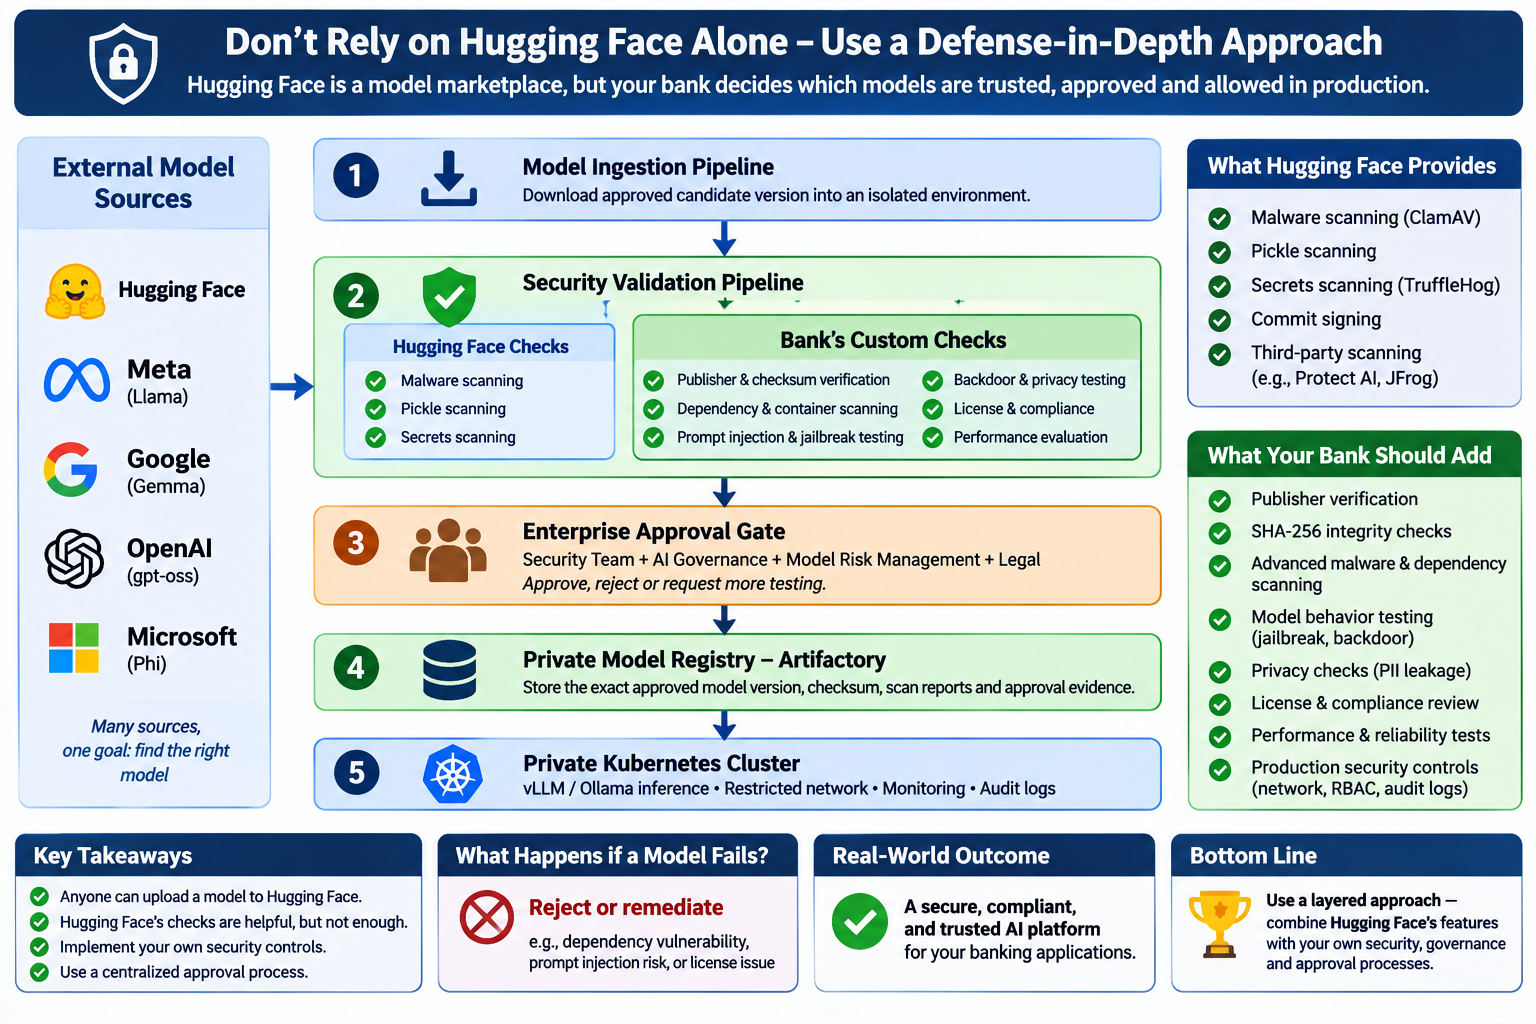 Don't Rely on Hugging Face Alone – Use a Defense-in-Depth Approach
Hugging Face is a model marketplace, but your bank decides which models are trusted, approved and allowed in production.
External Model
Sources
Hugging Face
Meta
(Llama)
Google
(Gemma)
OpenAI
(gpt-oss)
Microsoft
(Phi)
Many sources,
one goal: find the right
model
1
Model Ingestion Pipeline
Download approved candidate version into an isolated environment.
2
Security Validation Pipeline
Hugging Face Checks
Malware scanning
Pickle scanning
Secrets scanning
Bank's Custom Checks
Publisher & checksum verification
Dependency & container scanning
Prompt injection & jailbreak testing
Backdoor & privacy testing
License & compliance
Performance evaluation
3
Enterprise Approval Gate
Security Team + AI Governance + Model Risk Management + Legal
Approve, reject or request more testing.
4
Private Model Registry – Artifactory
Store the exact approved model version, checksum, scan reports and approval evidence.
5
Private Kubernetes Cluster
vLLM / Ollama inference • Restricted network • Monitoring • Audit logs
What Hugging Face Provides
Malware scanning (ClamAV)
Pickle scanning
Secrets scanning (TruffleHog)
Commit signing
Third-party scanning
(e.g., Protect AI, JFrog)
What Your Bank Should Add
Publisher verification
SHA-256 integrity checks
Advanced malware & dependency
scanning
Model behavior testing
(jailbreak, backdoor)
Privacy checks (PII leakage)
License & compliance review
Performance & reliability tests
Production security controls
(network, RBAC, audit logs)
Key Takeaways
Anyone can upload a model to Hugging Face.
Hugging Face's checks are helpful, but not enough.
Implement your own security controls.
Use a centralized approval process.
What Happens if a Model Fails?
Reject or remediate
e.g., dependency vulnerability,
prompt injection risk, or license issue
Real-World Outcome
A secure, compliant,
and trusted AI platform
for your banking applications.
Bottom Line
Use a layered approach —
combine Hugging Face's features
with your own security, governance
and approval processes.